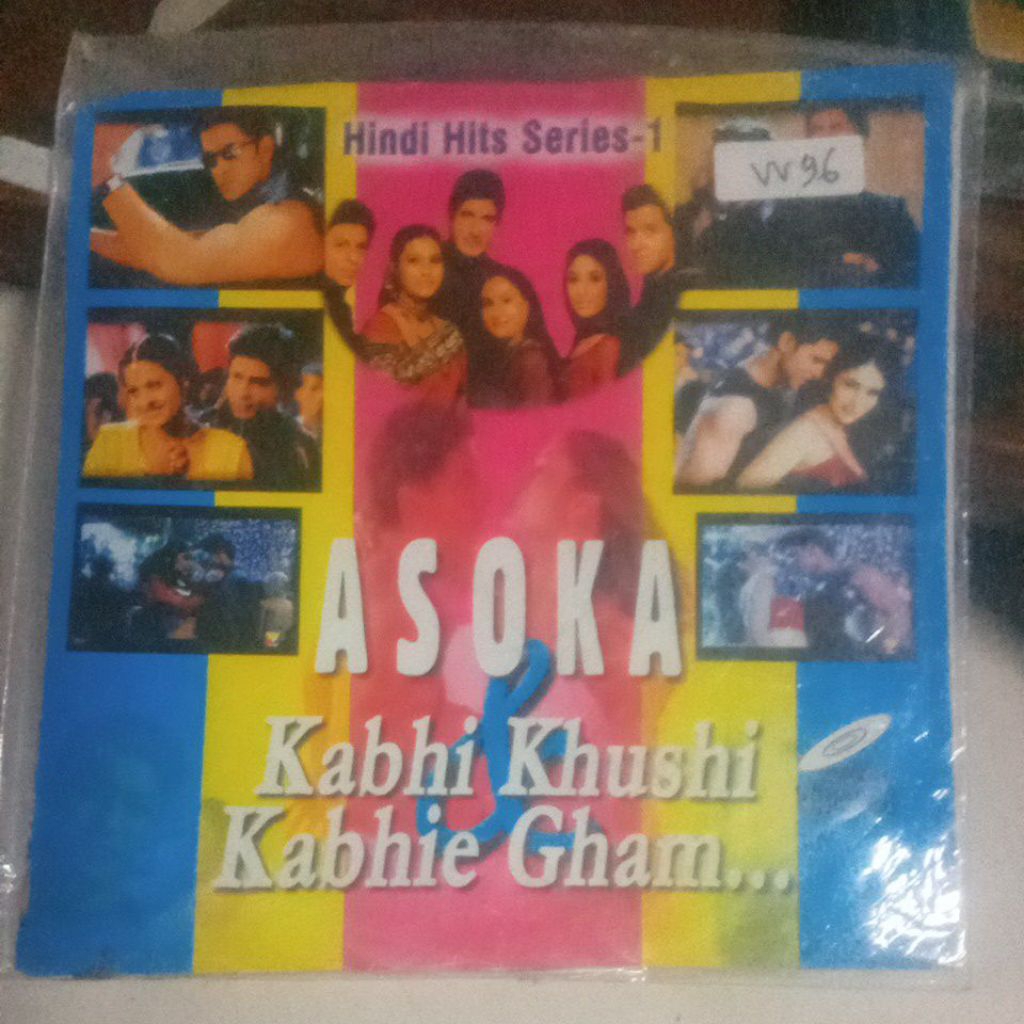 Hindi Hits Series-1
VV96
ASOKA
&
Kabhi Khushi
Kabhie Gham...